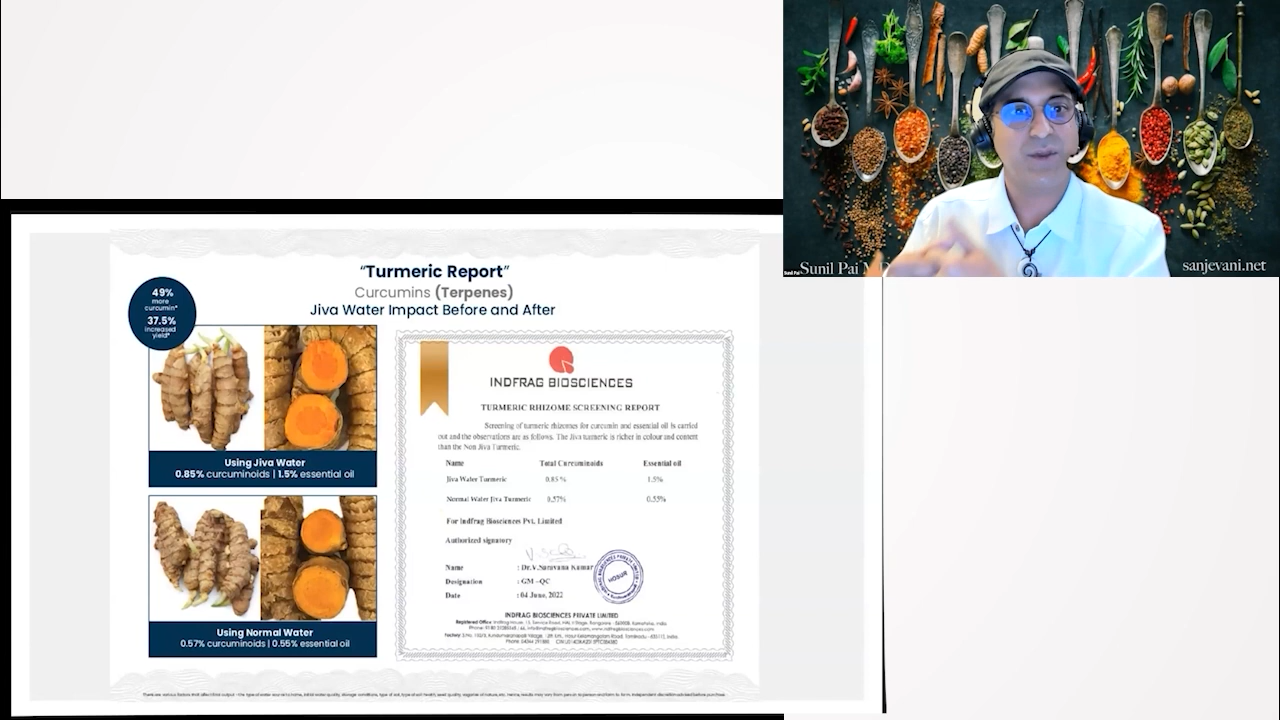 Sunil Pai M.D
sanjevani.net
Sunil Pai
"Turmeric Report"
Curcumins (Terpenes)
Jiva Water Impact Before and After
49%
more
curcumin*
37.5%
increased
yield*
Using Jiva Water
0.85% curcuminoids | 1.5% essential oil
Using Normal Water
0.57% curcuminoids | 0.55% essential oil
INDFRAG BIOSCIENCES
TURMERIC RHIZOME SCREENING REPORT
Screening of turmeric rhizomes for curcumin and essential oil is carried
out and the observations are as follows. The Jiva turmeric is richer in colour and content
than the Non Jiva Turmeric.
Name Total Curcuminoids Essential oil
Jiva Water Turmeric 0.85 % 1.5%
Normal Water Jiva Turmeric 0.57% 0.55%
For Indfrag Biosciences Pvt. Limited
Authorized signatory
Name : Dr.V.Saravana Kumar
Designation : GM -QC
Date : 04 June, 2022
HOSUR
INDFRAG BIOSCIENCES PRIVATE LIMITED